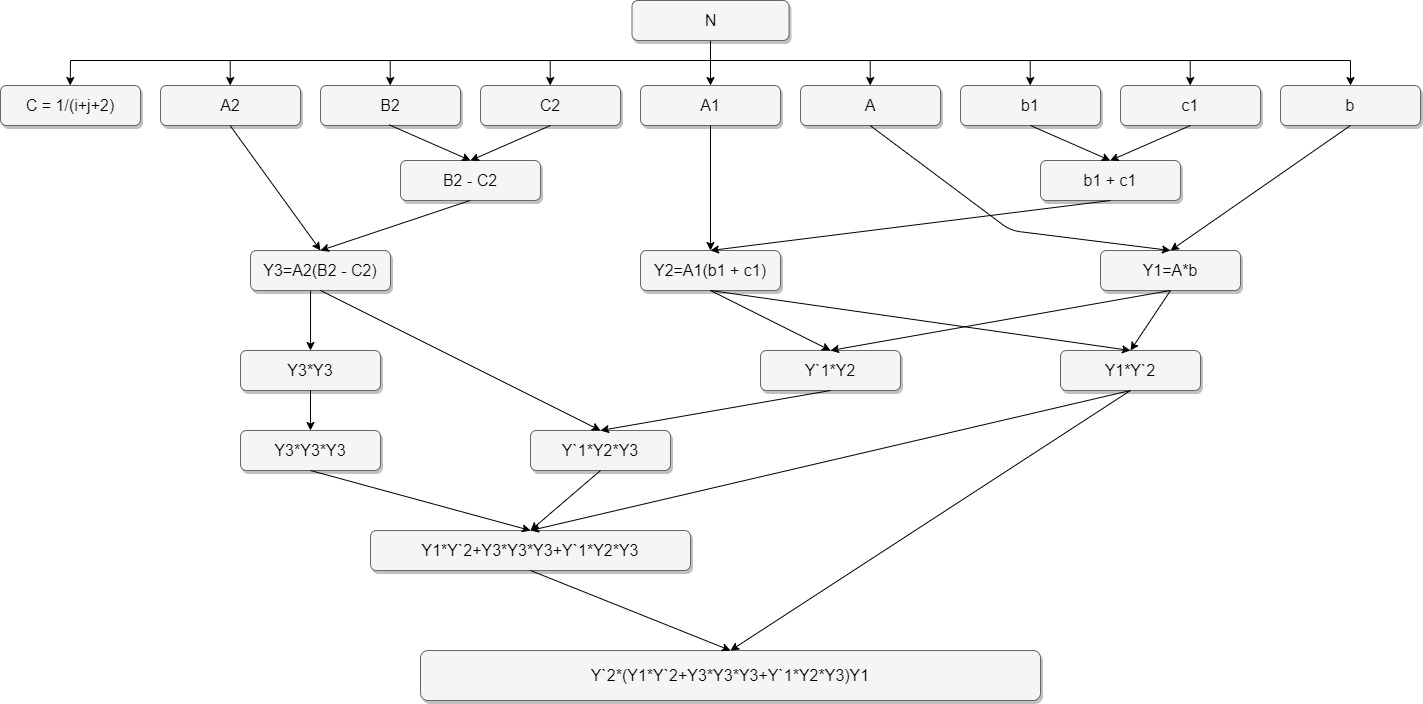 N
C = 1/(i+j+2)
A2
B2
C2
A1
A
b1
c1
b
B2 - C2
b1 + c1
Y3=A2(B2 - C2)
Y2=A1(b1 + c1)
Y1=A*b
Y3*Y3
Y`1*Y2
Y1*Y`2
Y3*Y3*Y3
Y`1*Y2*Y3
Y1*Y`2+Y3*Y3*Y3+Y`1*Y2*Y3
Y`2*(Y1*Y`2+Y3*Y3*Y3+Y`1*Y2*Y3)Y1